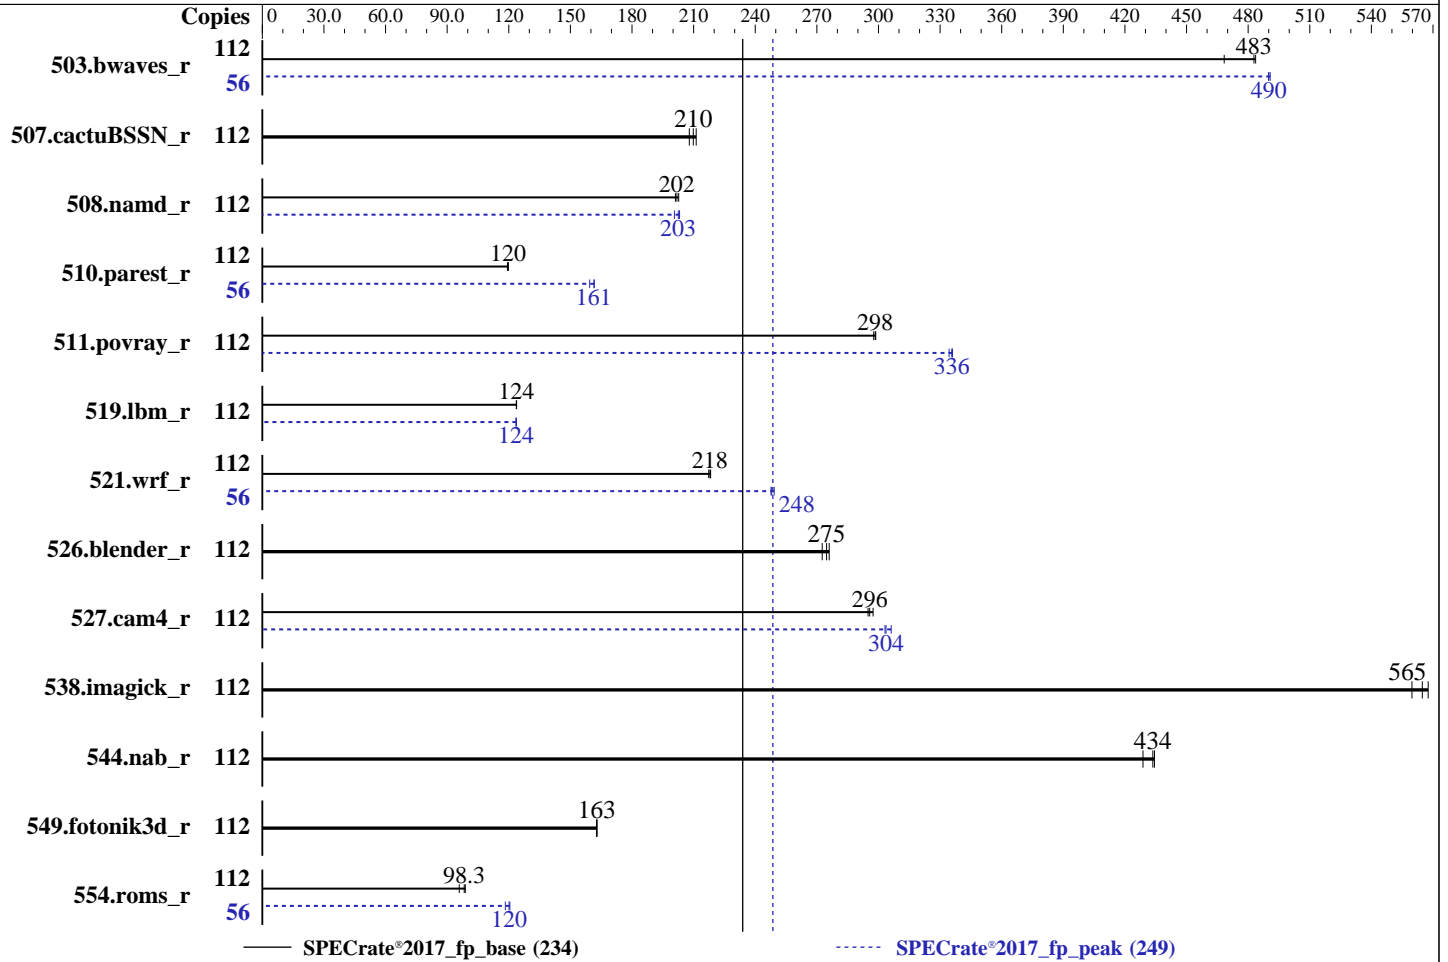 Copies 0 30.0 60.0 90.0 120 150 180 210 240 270 300 330 360 390 420 450 480 510 540 570
503.bwaves_r 112 483
56 490
507.cactuBSSN_r 112 210
508.namd_r 112 202
203
510.parest_r 112 120
56 161
511.povray_r 112 298
336
519.lbm_r 112 124
124
521.wrf_r 112 218
56 248
526.blender_r 112 275
527.cam4_r 112 296
304
538.imagick_r 112 565
544.nab_r 112 434
549.fotonik3d_r 112 163
554.roms_r 112 98.3
56 120
SPECrate®2017_fp_base (234) SPECrate®2017_fp_peak (249)